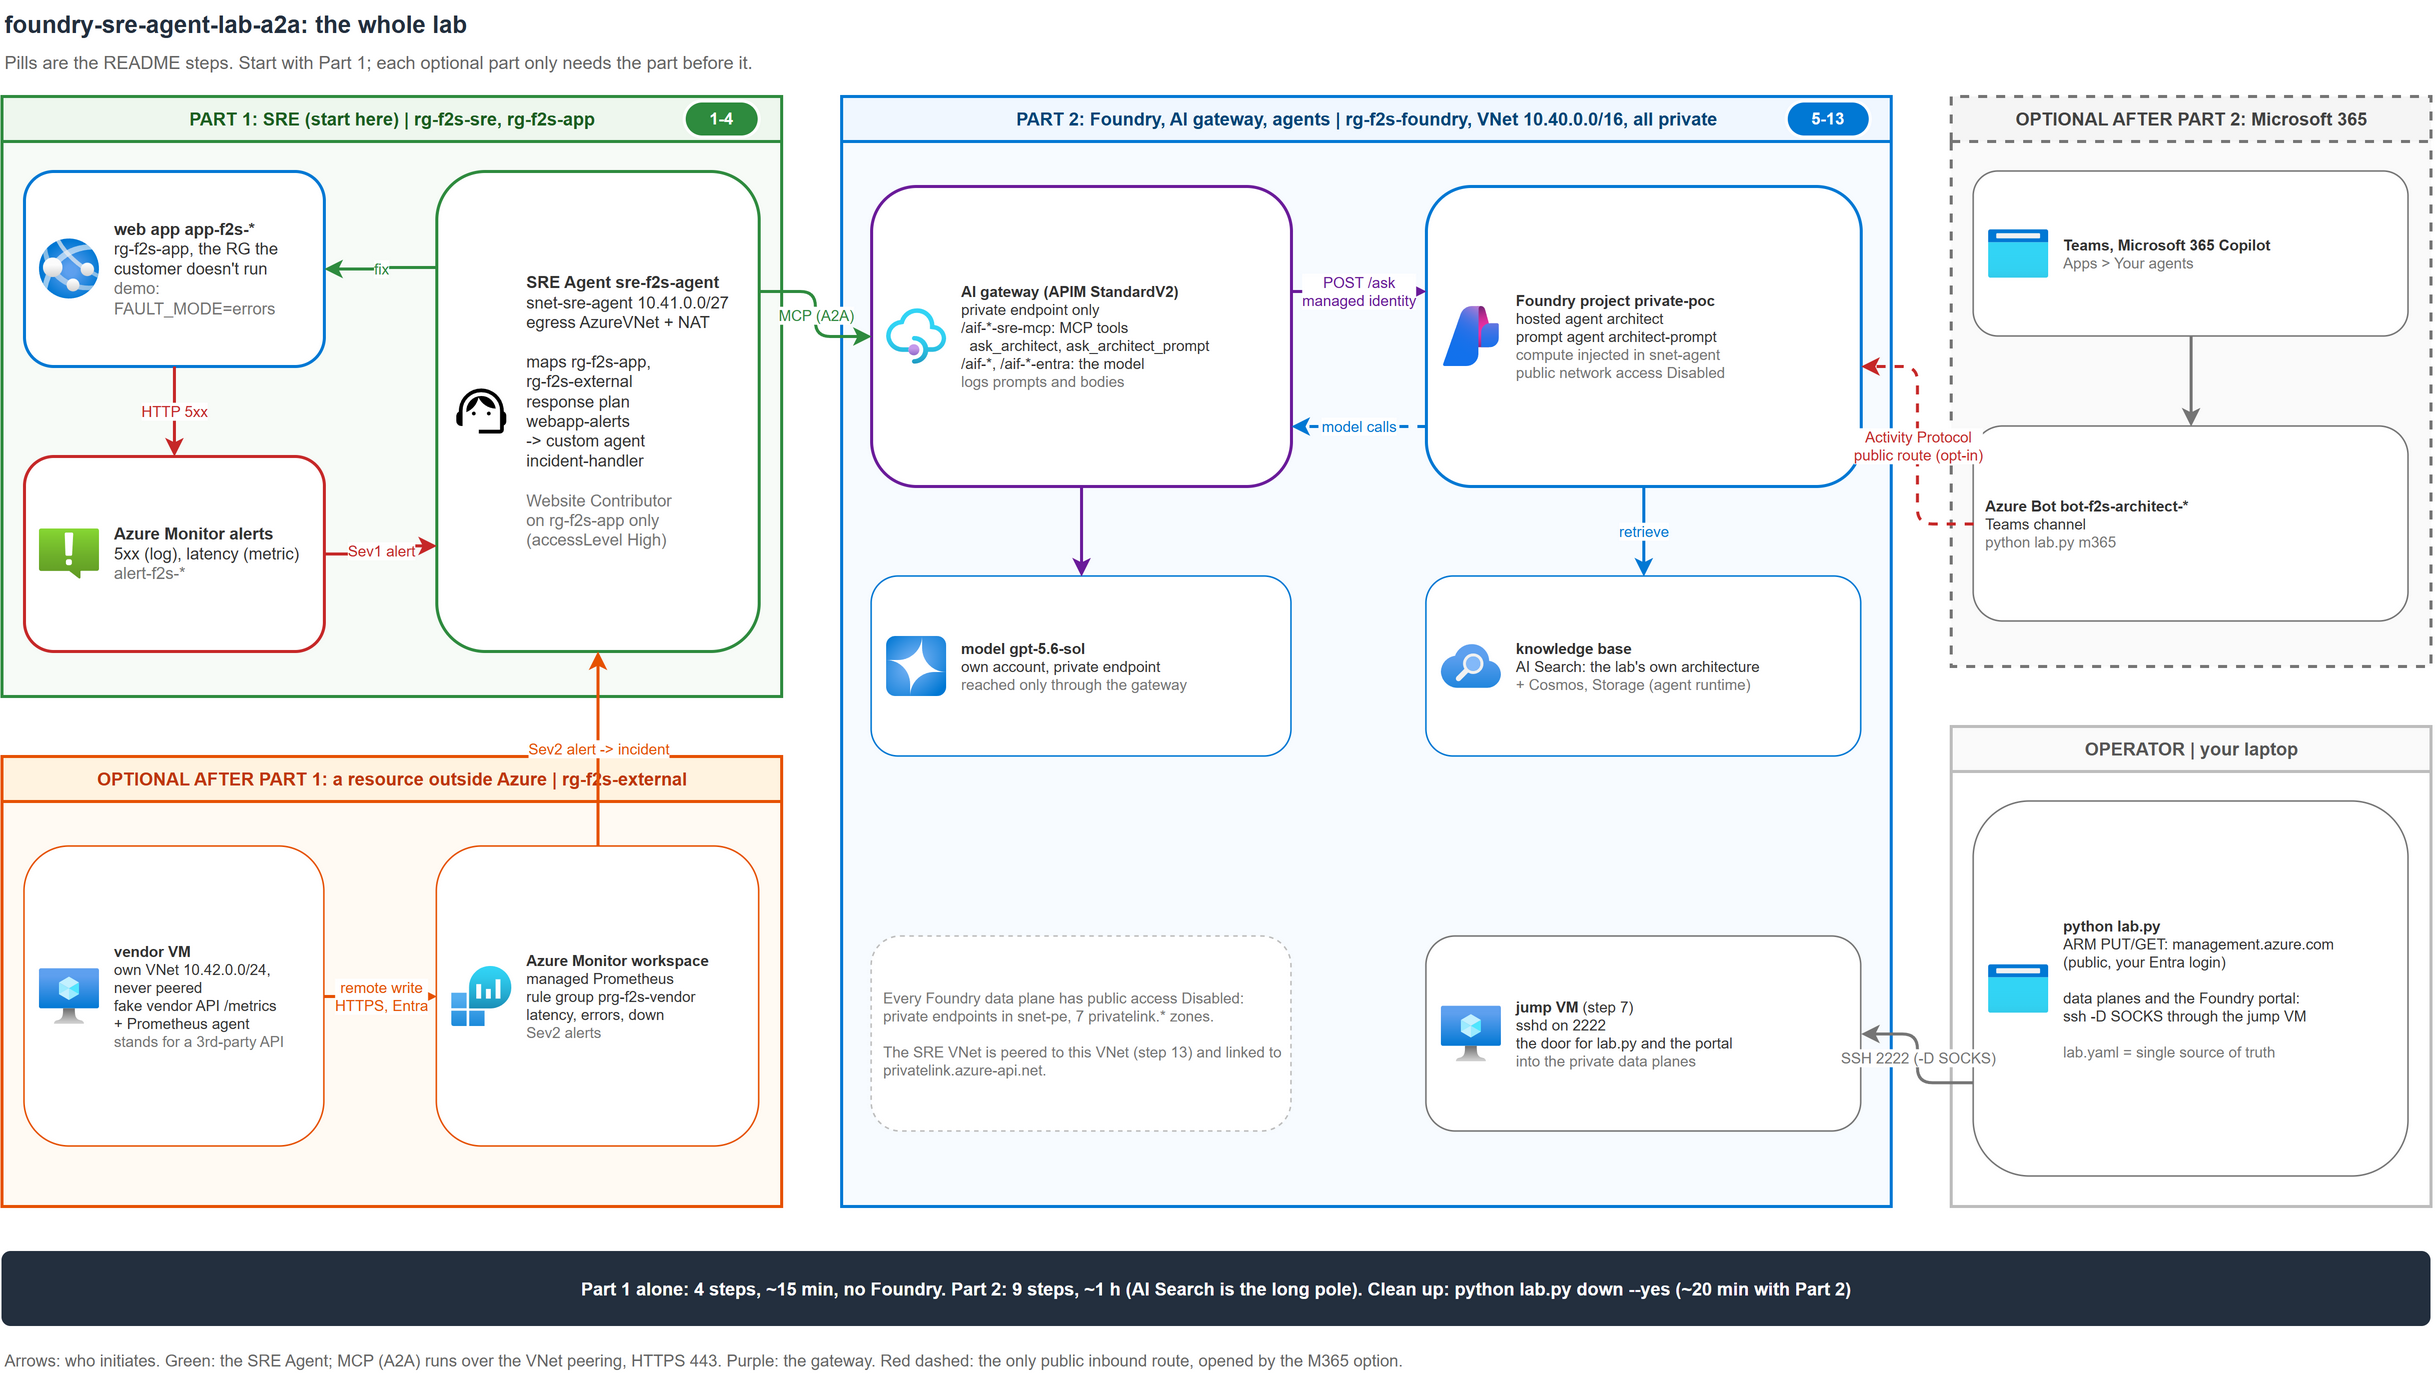 foundry-sre-agent-lab-a2a: the whole lab
Pills are the README steps. Start with Part 1; each optional part only needs the part before it.
PART 1: SRE (start here) | rg-f2s-sre, rg-f2s-app
1-4
web app app-f2s-*
rg-f2s-app, the RG the
customer doesn't run
demo:
FAULT_MODE=errors
fix
HTTP 5xx
Azure Monitor alerts
5xx (log), latency (metric)
alert-f2s-*
Sev1 alert
SRE Agent sre-f2s-agent
snet-sre-agent 10.41.0.0/27
egress AzureVNet + NAT
maps rg-f2s-app,
rg-f2s-external
response plan
webapp-alerts
-> custom agent
incident-handler
Website Contributor
on rg-f2s-app only
(accessLevel High)
MCP (A2A)
PART 2: Foundry, AI gateway, agents | rg-f2s-foundry, VNet 10.40.0.0/16, all private
5-13
AI gateway (APIM StandardV2)
private endpoint only
/aif-*-sre-mcp: MCP tools
ask_architect, ask_architect_prompt
/aif-*, /aif-*-entra: the model
logs prompts and bodies
POST /ask
managed identity
model calls
Foundry project private-poc
hosted agent architect
prompt agent architect-prompt
compute injected in snet-agent
public network access Disabled
retrieve
model gpt-5.6-sol
own account, private endpoint
reached only through the gateway
knowledge base
AI Search: the lab's own architecture
+ Cosmos, Storage (agent runtime)
Every Foundry data plane has public access Disabled:
private endpoints in snet-pe, 7 privatelink.* zones.
The SRE VNet is peered to this VNet (step 13) and linked to
privatelink.azure-api.net.
jump VM (step 7)
sshd on 2222
the door for lab.py and the portal
into the private data planes
OPTIONAL AFTER PART 2: Microsoft 365
Teams, Microsoft 365 Copilot
Apps > Your agents
Activity Protocol
public route (opt-in)
Azure Bot bot-f2s-architect-*
Teams channel
python lab.py m365
OPERATOR | your laptop
python lab.py
ARM PUT/GET: management.azure.com
(public, your Entra login)
data planes and the Foundry portal:
ssh -D SOCKS through the jump VM
lab.yaml = single source of truth
SSH 2222 (-D SOCKS)
Sev2 alert -> incident
OPTIONAL AFTER PART 1: a resource outside Azure | rg-f2s-external
vendor VM
own VNet 10.42.0.0/24,
never peered
fake vendor API /metrics
+ Prometheus agent
stands for a 3rd-party API
remote write
HTTPS, Entra
Azure Monitor workspace
managed Prometheus
rule group prg-f2s-vendor
latency, errors, down
Sev2 alerts
Part 1 alone: 4 steps, ~15 min, no Foundry. Part 2: 9 steps, ~1 h (AI Search is the long pole). Clean up: python lab.py down --yes (~20 min with Part 2)
Arrows: who initiates. Green: the SRE Agent; MCP (A2A) runs over the VNet peering, HTTPS 443. Purple: the gateway. Red dashed: the only public inbound route, opened by the M365 option.